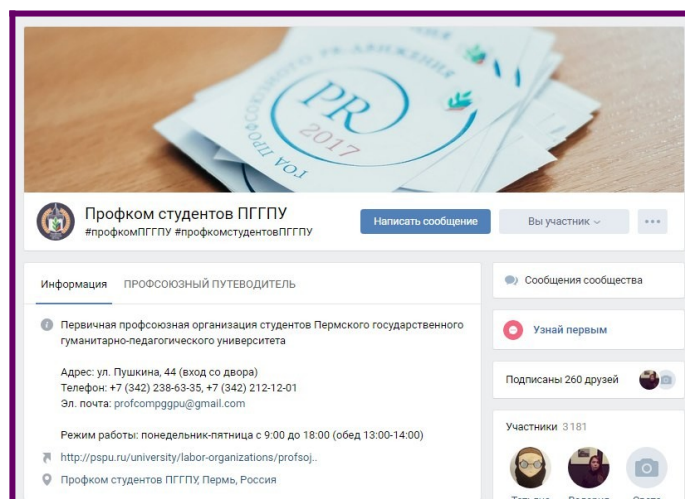 ГОД ПРОФСОЮЗНОГО PR-ДВИЖЕНИЯ
PR
2017
Профком студентов ПГГПУ
#профкомПГГПУ #профкомстудентовПГГПУ
Написать сообщение
Вы участник
Информация
ПРОФСОЮЗНЫЙ ПУТЕВОДИТЕЛЬ
Первичная профсоюзная организация студентов Пермского государственного
гуманитарно-педагогического университета
Адрес: ул. Пушкина, 44 (вход со двора)
Телефон: +7 (342) 238-63-35, +7 (342) 212-12-01
Эл. почта: profcompggpu@gmail.com
Режим работы: понедельник-пятница с 9:00 до 18:00 (обед 13:00-14:00)
http://pspu.ru/university/labor-organizations/profsoj..
Профком студентов ПГГПУ, Пермь, Россия
Сообщения сообщества
Узнай первым
Подписаны 260 друзей
Участники 3 181